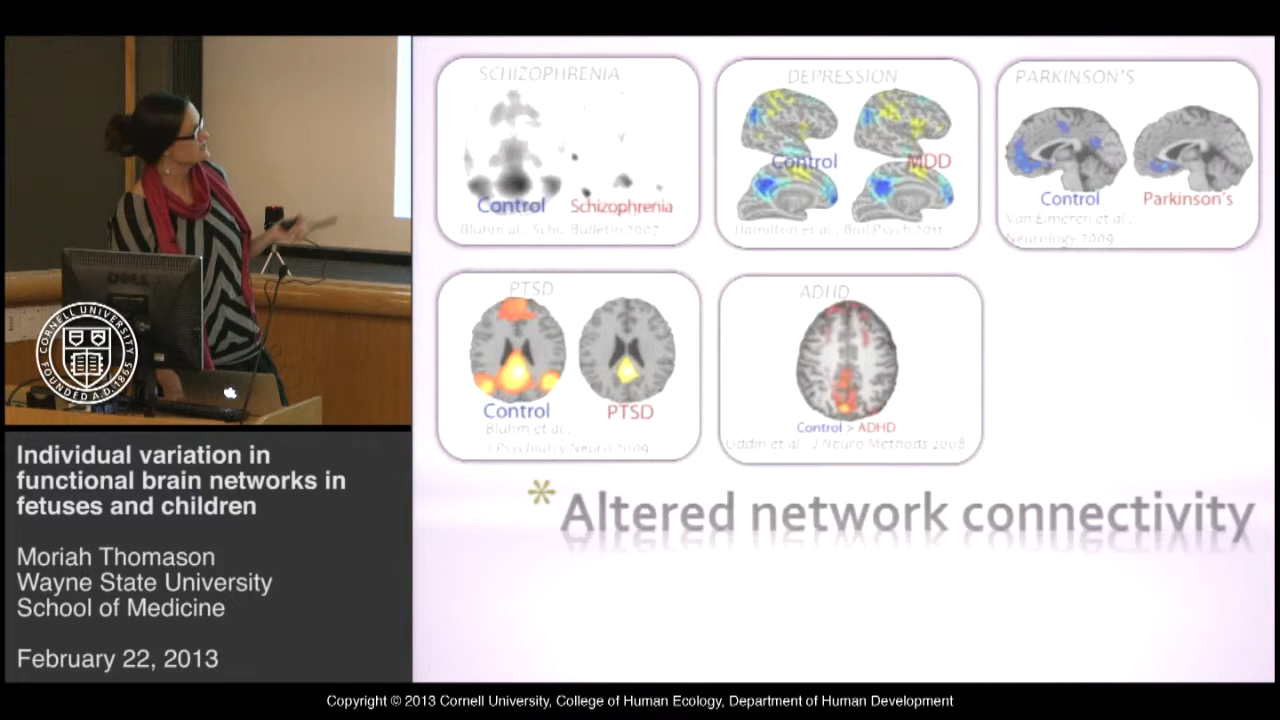 SCHIZOPHRENIA
Control
Schizophrenia
Bluhm al., Schi. Bulletin 2007
DEPRESSION
Control
MDD
Hamilton et al., Biol Psych 2011
PARKINSON'S
Control
Parkinson's
Van Eimeren et al.,
Neurology 2009
PTSD
Control
PTSD
Bluhm et al.,
J Psychiatry Neuro 2009
ADHD
Control > ADHD
Uddin et al., J Neuro Methods 2008
* Altered network connectivity
DELL
CORNELL UNIVERSITY
FOUNDED A.D. 1865
Individual variation in
functional brain networks in
fetuses and children
Moriah Thomason
Wayne State University
School of Medicine
February 22, 2013
Copyright © 2013 Cornell University, College of Human Ecology, Department of Human Development